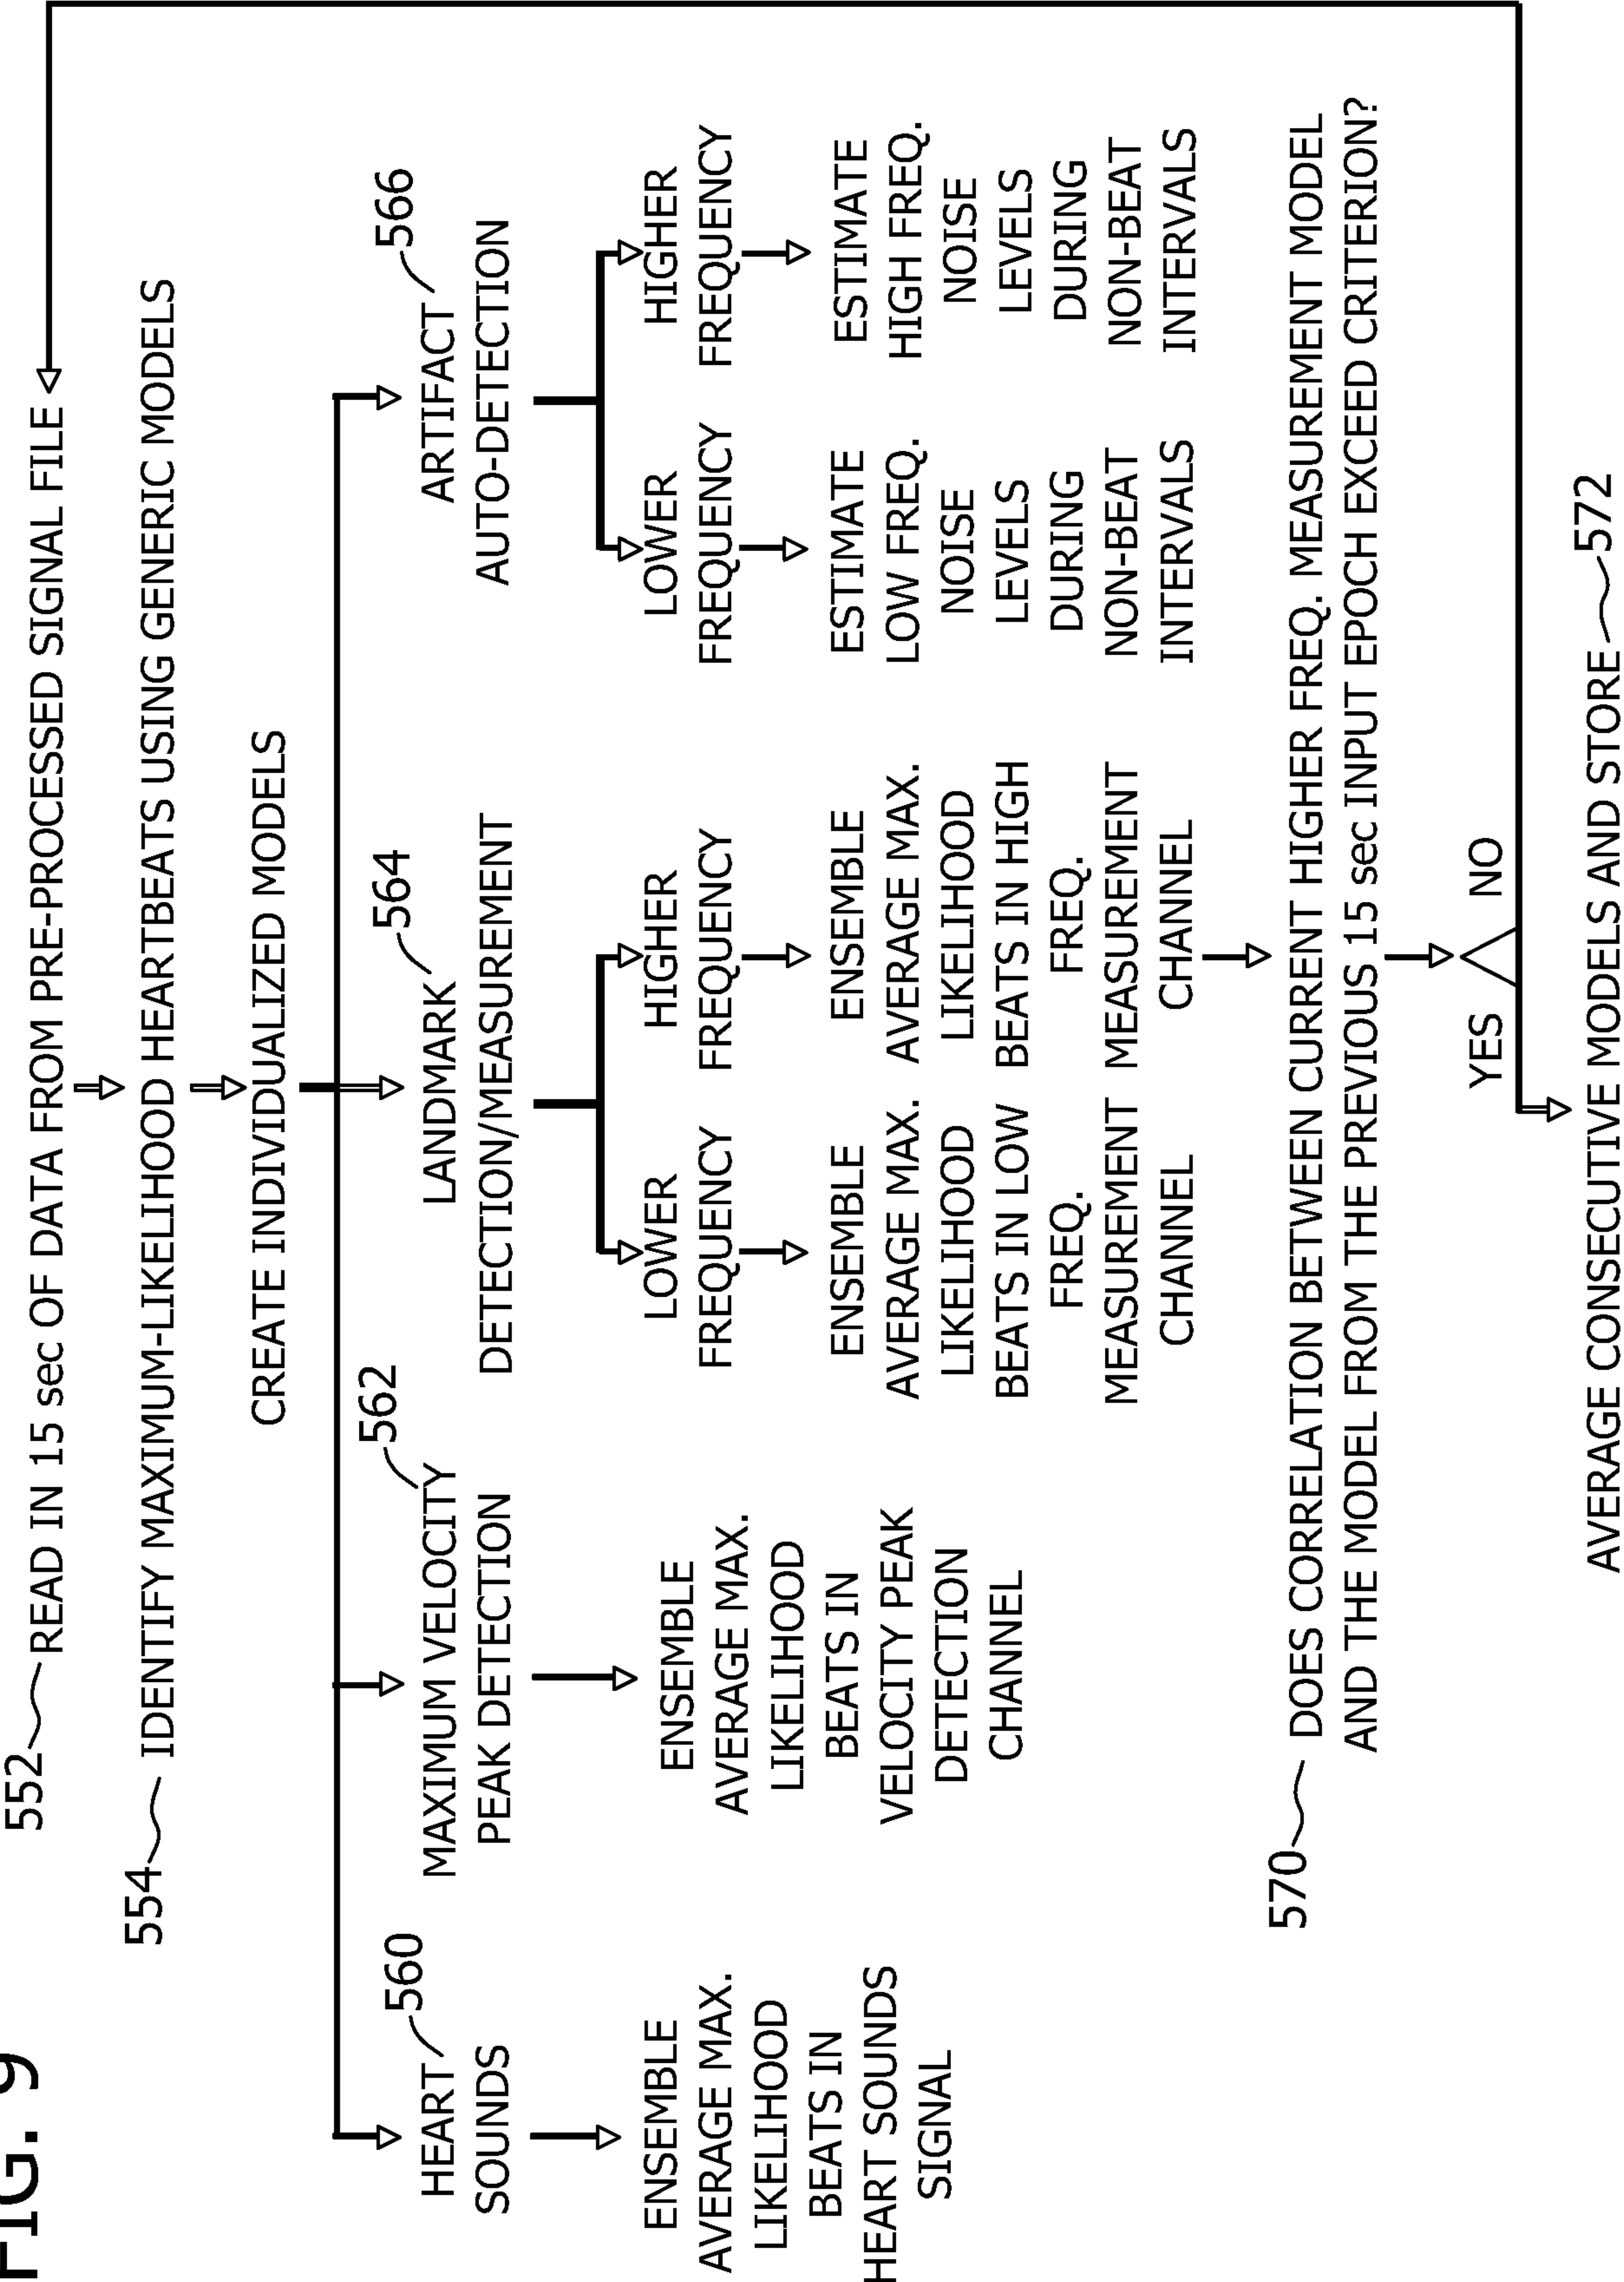 FIG. 9
552
READ IN 15 sec OF DATA FROM PRE-PROCESSED SIGNAL FILE
554
IDENTIFY MAXIMUM-LIKELIHOOD HEARTBEATS USING GENERIC MODELS
CREATE INDIVIDUALIZED MODELS
560
HEART
SOUNDS
ENSEMBLE
AVERAGE MAX.
LIKELIHOOD
BEATS IN
HEART SOUNDS
SIGNAL
562
MAXIMUM VELOCITY
PEAK DETECTION
ENSEMBLE
AVERAGE MAX.
LIKELIHOOD
BEATS IN
VELOCITY PEAK
DETECTION
CHANNEL
564
LANDMARK
DETECTION/MEASUREMENT
LOWER
FREQUENCY
ENSEMBLE
AVERAGE MAX.
LIKELIHOOD
BEATS IN LOW
FREQ.
MEASUREMENT
CHANNEL
HIGHER
FREQUENCY
ENSEMBLE
AVERAGE MAX.
LIKELIHOOD
BEATS IN HIGH
FREQ.
MEASUREMENT
CHANNEL
566
ARTIFACT
AUTO-DETECTION
LOWER
FREQUENCY
ESTIMATE
LOW FREQ.
NOISE
LEVELS
DURING
NON-BEAT
INTERVALS
HIGHER
FREQUENCY
ESTIMATE
HIGH FREQ.
NOISE
LEVELS
DURING
NON-BEAT
INTERVALS
570
DOES CORRELATION BETWEEN CURRENT HIGHER FREQ. MEASUREMENT MODEL
AND THE MODEL FROM THE PREVIOUS 15 sec INPUT EPOCH EXCEED CRITERION?
YES
NO
AVERAGE CONSECUTIVE MODELS AND STORE
572